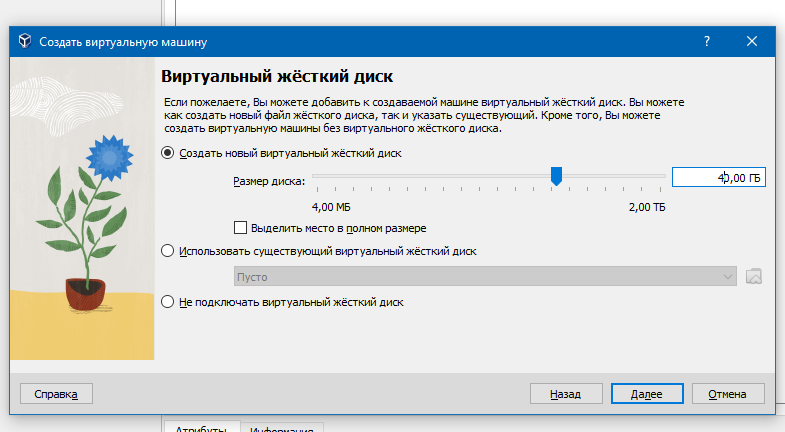 Создать виртуальную машину
?
Виртуальный жёсткий диск
Если пожелаете, Вы можете добавить к создаваемой машине виртуальный жёсткий диск. Вы можете
как создать новый файл жёсткого диска, так и указать существующий. Кроме того, Вы можете
создать виртуальную машины без виртуального жёсткого диска.
Создать новый виртуальный жёсткий диск
Размер диска:
40,00 ГБ
4,00 МБ
2,00 ТБ
Выделить место в полном размере
Использовать существующий виртуальный жёсткий диск
Пусто
Не подключать виртуальный жёсткий диск
Справка
Назад
Далее
Отмена
Атрибуты
Информация